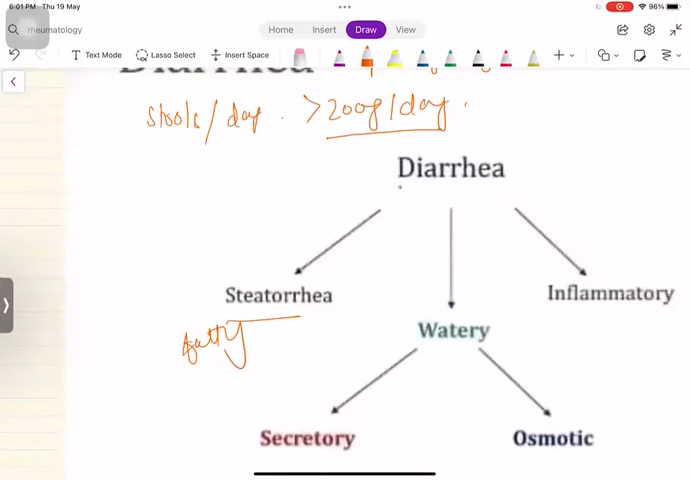 6:01 PM Thu 19 May
96%
rheumatology
Home Insert Draw View
Text Mode Lasso Select Insert Space
Diarrhea
stools/day. >200g/day.
Diarrhea
Steatorrhea
Inflammatory
fatty
Watery
Secretory
Osmotic